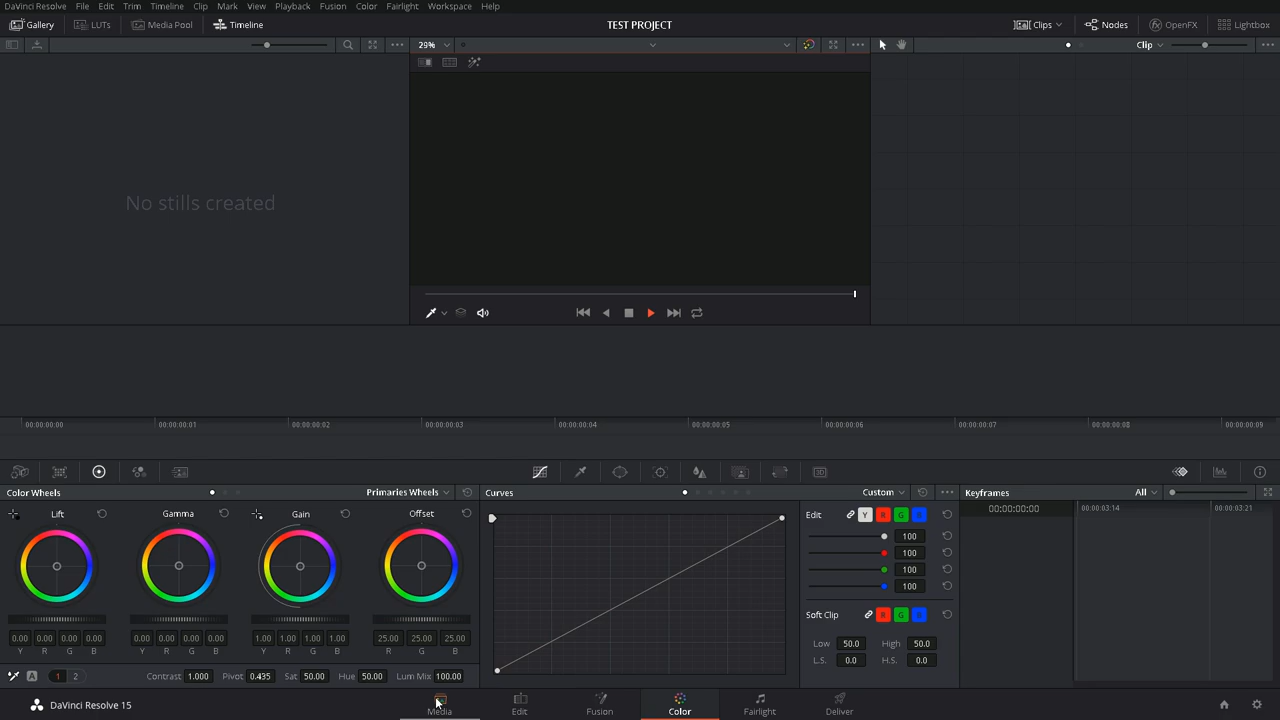 DaVinci Resolve File Edit Trim Timeline Clip Mark View Playback Fusion Color Fairlight Workspace Help
Gallery LUTs Media Pool Timeline TEST PROJECT Clips Nodes OpenFX Lightbox
29% Clip
No stills created
00:00:00:00 00:00:00:01 00:00:00:02 00:00:00:03 00:00:00:04 00:00:00:05 00:00:00:06 00:00:00:07 00:00:00:08 00:00:00:09
Color Wheels Primaries Wheels Curves Custom Keyframes All
Lift Gamma Gain Offset Edit Y R G B 00:00:00:00 00:00:03:14 00:00:03:21
100
100
100
100
Soft Clip R G B
0.00 0.00 0.00 0.00 0.00 0.00 0.00 0.00 1.00 1.00 1.00 1.00 25.00 25.00 25.00 Low 50.0 High 50.0
Y R G B Y R G B Y R G B R G B L.S. 0.0 H.S. 0.0
A 1 2 Contrast 1.000 Pivot 0.435 Sat 50.00 Hue 50.00 Lum Mix 100.00
DaVinci Resolve 15 Media Edit Fusion Color Fairlight Deliver